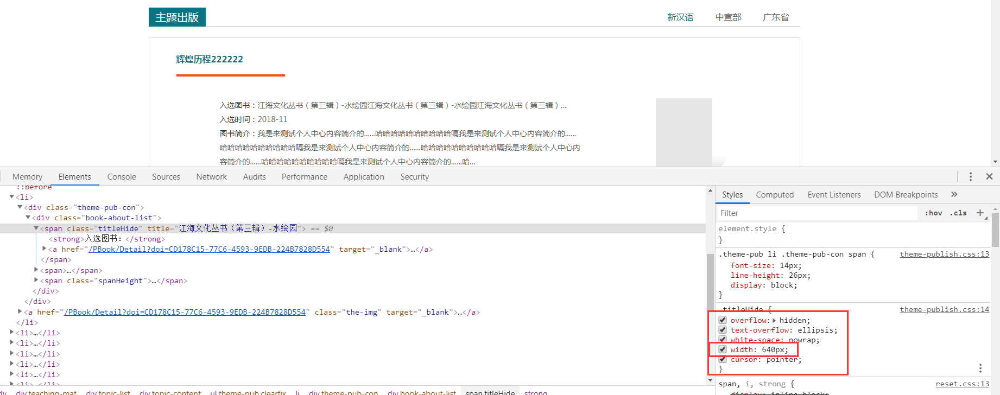 主题出版
新汉语 中宣部 广东省
辉煌历程222222
入选图书：江海文化丛书（第三辑）-水绘园江海文化丛书（第三辑）-水绘园江海文化丛书（第三辑）...
入选时间：2018-11
图书简介：我是来测试个人中心内容简介的......哈哈哈哈哈哈哈哈哈哈嗝我是来测试个人中心内容简介的......
哈哈哈哈哈哈哈哈哈哈嗝我是来测试个人中心内容简介的......哈哈哈哈哈哈哈哈哈哈嗝我是来测试个人中心内
容简介的......哈哈哈哈哈哈哈哈哈哈嗝我是来测试个人中心内容简介的......哈...
Memory Elements Console Sources Network Audits Performance Application Security
::before
<li>
<div class="theme-pub-con">
<div class="book-about-list">
<span class="titleHide" title="江海文化丛书（第三辑）-水绘园"> == $0
<strong>入选图书：</strong>
<a href="/PBook/Detail?doi=CD178C15-77C6-4593-9EDB-224B7828D554" target="_blank">…</a>
</span>
<span>…</span>
<span class="spanHeight">…</span>
</div>
</div>
<a href="/PBook/Detail?doi=CD178C15-77C6-4593-9EDB-224B7828D554" class="the-img" target="_blank">…</a>
</li>
<li>…</li>
<li>…</li>
<li>…</li>
<li>…</li>
<li>…</li>
<li>…</li>
dy div.teaching-mat div.topic-list div.topic-content ul.theme-pub.clearfix li div.theme-pub-con div.book-about-list span.titleHide strong
Styles Computed Event Listeners DOM Breakpoints »
Filter :hov .cls +
element.style {
}
.theme-pub li .theme-pub-con span { theme-publish.css:13
font-size: 14px;
line-height: 26px;
display: block;
}
.titleHide { theme-publish.css:14
overflow: hidden;
text-overflow: ellipsis;
white-space: nowrap;
width: 640px;
cursor: pointer;
}
span, i, strong { reset.css:13
display: inline-block;